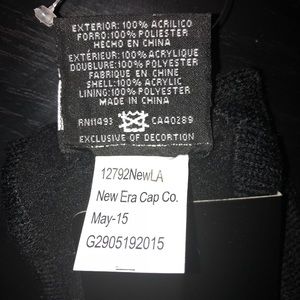 EXTERIOR: 100% ACRILICO
FORRO: 100% POLIESTER
HECHO EN CHINA
EXTÉRIEUR: 100% ACRYLIQUE
DOUBLURE: 100% POLYESTER
FABRIQUE EN CHINE
SHELL: 100% ACRYLIC
LINING: 100% POLYESTER
MADE IN CHINA
RN11493 CA40289
EXCLUSIVE OF DECORTION
12792NewLA
New Era Cap Co.
May-15
G2905192015